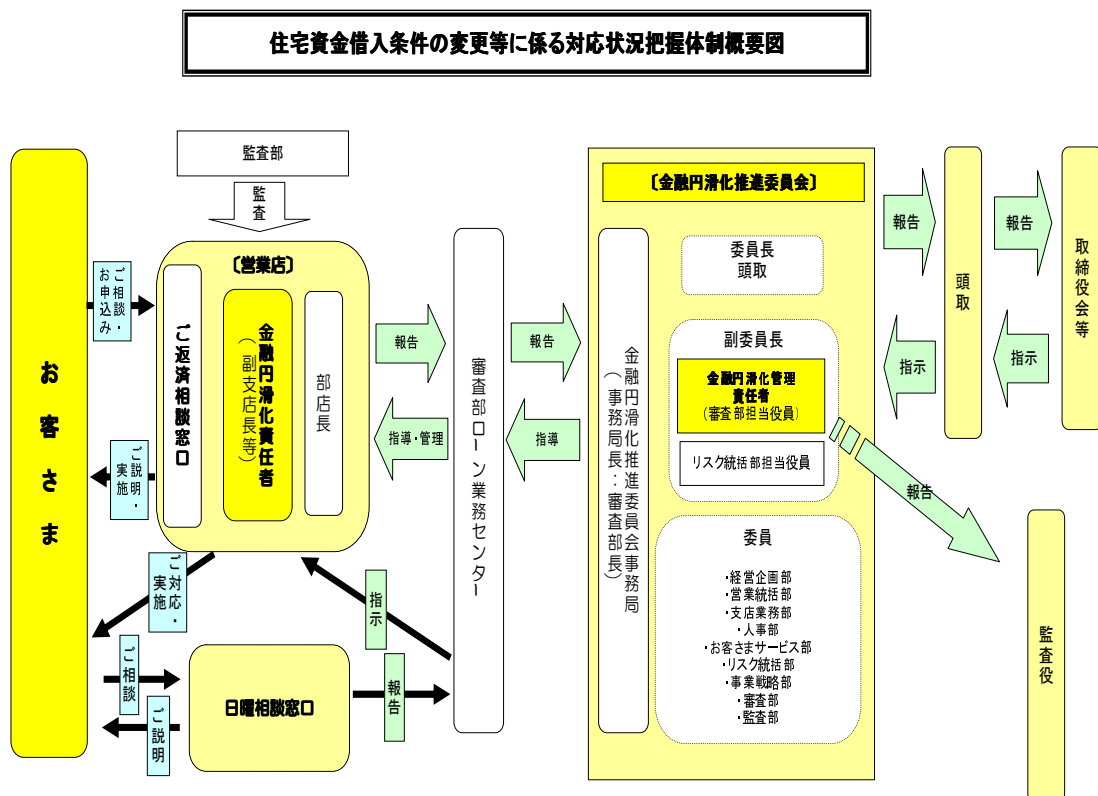 住宅資金借入条件の変更等に係る対応状況把握体制概要図
監査部
監査
お客さま
ご相談・
お申込み
ご説明・
実施
〔営業店〕
ご返済相談窓口
金融円滑化責任者
（副支店長等）
部店長
報告
指導・管理
ご対応・
実施
指示
ご相談
ご説明
日曜相談窓口
報告
審査部ローン業務センター
報告
指導
〔金融円滑化推進委員会〕
金融円滑化推進委員会事務局
（事務局長：審査部長）
委員長
頭取
副委員長
金融円滑化管理
責任者
（審査部担当役員）
リスク統括部担当役員
委員
・経営企画部
・営業統括部
・支店業務部
・人事部
・お客さまサービス部
・リスク統括部
・事業戦略部
・審査部
・監査部
報告
指示
頭取
報告
指示
取締役会等
報告
監査役